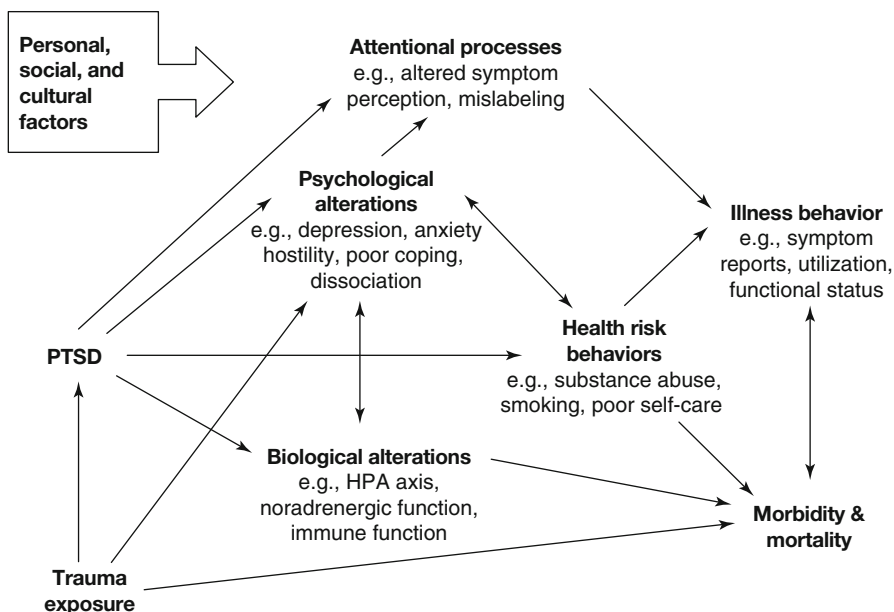 Personal,
social, and
cultural
factors
Attentional processes
e.g., altered symptom
perception, mislabeling
Psychological
alterations
e.g., depression, anxiety
hostility, poor coping,
dissociation
Illness behavior
e.g., symptom
reports, utilization,
functional status
PTSD
Health risk
behaviors
e.g., substance abuse,
smoking, poor self-care
Biological alterations
e.g., HPA axis,
noradrenergic function,
immune function
Morbidity &
mortality
Trauma
exposure